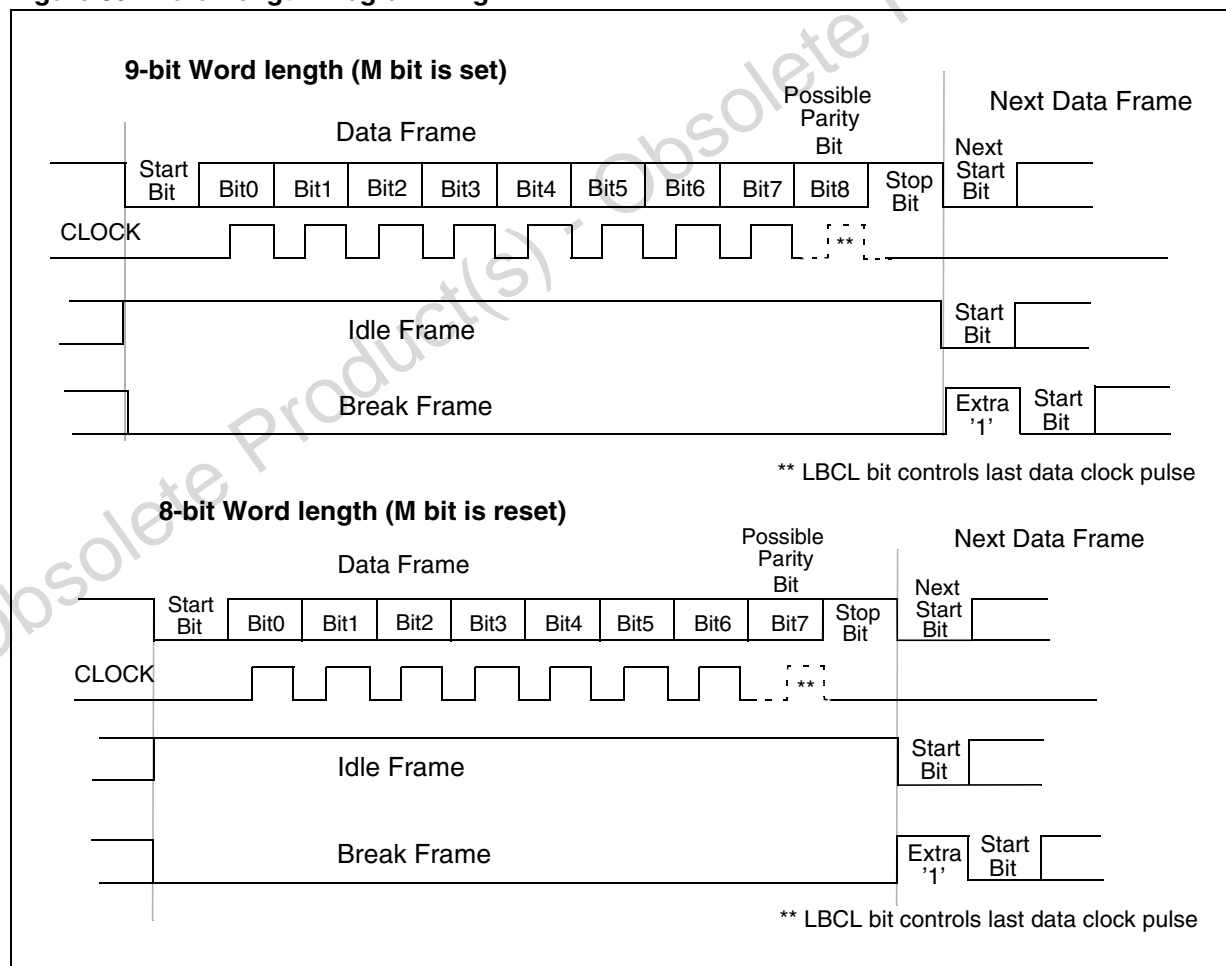 9-bit Word length (M bit is set)
Possible
Parity
Bit
Next Data Frame
Data Frame
Next
Start
Bit
Start
Bit
Bit0
Bit1
Bit2
Bit3
Bit4
Bit5
Bit6
Bit7
Bit8
Stop
Bit
CLOCK
**
Idle Frame
Start
Bit
Break Frame
Extra
'1'
Start
Bit
** LBCL bit controls last data clock pulse
8-bit Word length (M bit is reset)
Possible
Parity
Bit
Next Data Frame
Data Frame
Next
Start
Bit
Start
Bit
Bit0
Bit1
Bit2
Bit3
Bit4
Bit5
Bit6
Bit7
Stop
Bit
CLOCK
**
Idle Frame
Start
Bit
Break Frame
Extra
'1'
Start
Bit
** LBCL bit controls last data clock pulse
Obsolete Product(s) - Obsolete